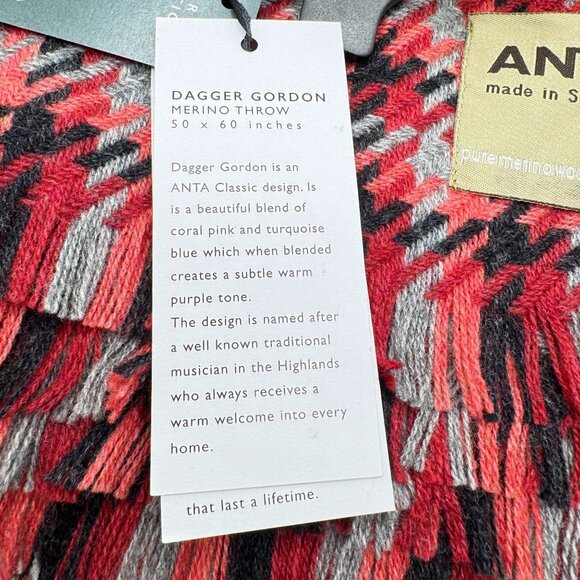 DAGGER GORDON
MERINO THROW
50 x 60 inches
Dagger Gordon is an
ANTA Classic design. Is
is a beautiful blend of
coral pink and turquoise
blue which when blended
creates a subtle warm
purple tone.
The design is named after
a well known traditional
musician in the Highlands
who always receives a
warm welcome into every
home.
that last a lifetime.
ANT
made in S
pure merino woo